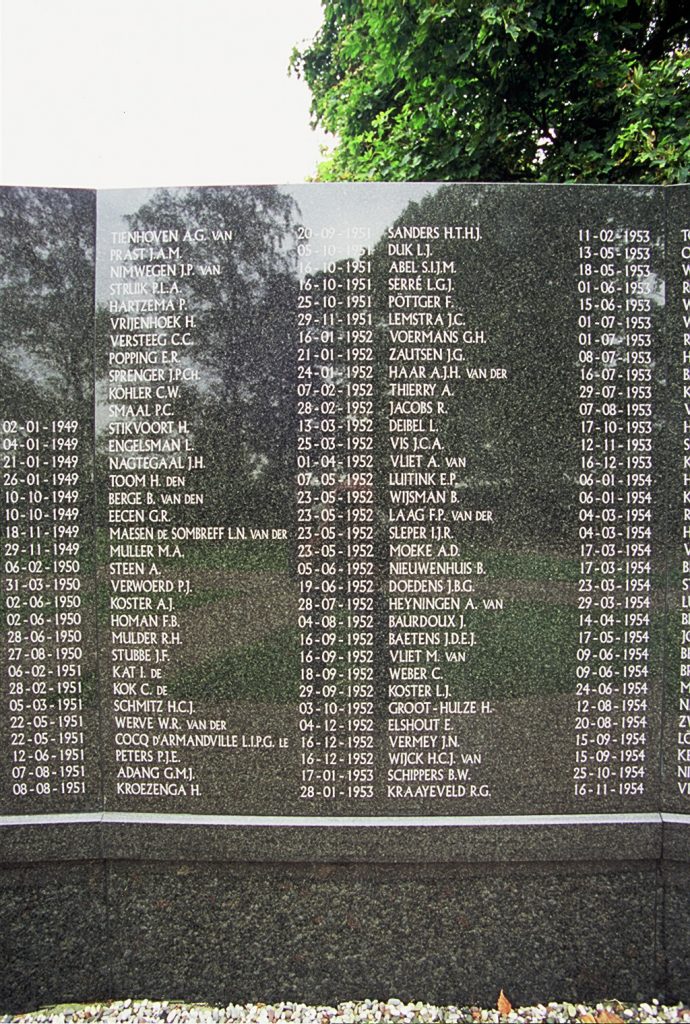 02-01-1949
04-01-1949
21-01-1949
26-01-1949
10-10-1949
10-10-1949
18-11-1949
29-11-1949
06-02-1950
31-03-1950
02-06-1950
02-06-1950
28-06-1950
27-08-1950
06-02-1951
28-02-1951
05-03-1951
22-05-1951
22-05-1951
12-06-1951
07-08-1951
08-08-1951
TIENHOVEN A.G. VAN 20-09-1951
PRAST J.A.M. 05-10-1951
NIMWEGEN J.P. VAN 16-10-1951
STRUIK P.L.A. 16-10-1951
HARTZEMA P. 25-10-1951
VRIJENHOEK H. 29-11-1951
VERSTEEG C.C. 16-01-1952
POPPING E.R. 21-01-1952
SPRENGER J.P.CH. 24-01-1952
KÖHLER C.W. 07-02-1952
SMAAL P.C. 28-02-1952
STIKVOORT H. 13-03-1952
ENGELSMAN L. 25-03-1952
NAGTEGAAL J.H. 01-04-1952
TOOM H. DEN 07-05-1952
BERGE B. VAN DEN 23-05-1952
EECEN G.R. 23-05-1952
MAESEN DE SOMBREFF L.N. VAN DER 23-05-1952
MULLER M.A. 23-05-1952
STEEN A. 05-06-1952
VERWOERD P.J. 19-06-1952
KOSTER A.J. 28-07-1952
HOMAN F.B. 04-08-1952
MULDER R.H. 16-09-1952
STUBBE J.F. 16-09-1952
KAT I. DE 18-09-1952
KOK C. DE 29-09-1952
SCHMITZ H.C.J. 03-10-1952
WERVE W.R. VAN DER 04-12-1952
COCQ D'ARMANDVILLE L.I.P.G. LE 16-12-1952
PETERS P.J.E. 16-12-1952
ADANG G.M.J. 17-01-1953
KROEZENGA H. 28-01-1953
SANDERS H.T.H.J. 11-02-1953
DUK L.J. 13-05-1953
ABEL S.I.J.M. 18-05-1953
SERRÉ L.G.J. 01-06-1953
PÖTTGER F. 15-06-1953
LEMSTRA J.C. 01-07-1953
VOERMANS G.H. 01-07-1953
ZAUTSEN J.G. 08-07-1953
HAAR A.J.H. VAN DER 16-07-1953
THIERRY A. 29-07-1953
JACOBS R. 07-08-1953
DEIBEL L. 17-10-1953
VIS J.C.A. 12-11-1953
VLIET A. VAN 16-12-1953
LUITINK E.P. 06-01-1954
WIJSMAN B. 06-01-1954
LAAG F.P. VAN DER 04-03-1954
SLEPER I.J.R. 04-03-1954
MOEKE A.D. 17-03-1954
NIEUWENHUIS B. 17-03-1954
DOEDENS J.B.G. 23-03-1954
HEYNINGEN A. VAN 29-03-1954
BAURDOUX J. 14-04-1954
BAETENS J.D.E.J. 17-05-1954
VLIET M. VAN 09-06-1954
WEBER C. 09-06-1954
KOSTER L.J. 24-06-1954
GROOT-HULZE H. 12-08-1954
ELSHOUT E. 20-08-1954
VERMEY J.N. 15-09-1954
WIJCK H.C.J. VAN 15-09-1954
SCHIPPERS B.W. 25-10-1954
KRAAYEVELD R.G. 16-11-1954